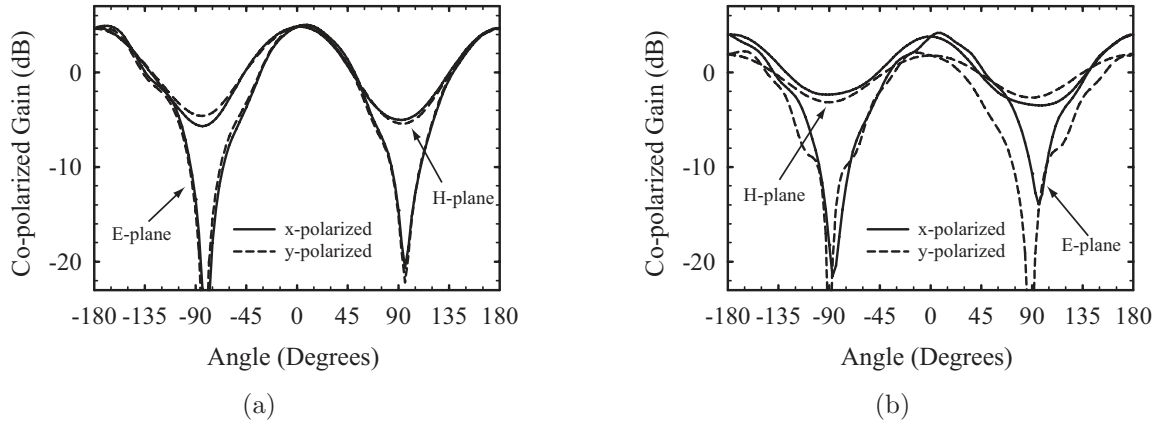 Co-polarized Gain (dB)
0
-10
-20
E-plane
H-plane
x-polarized
y-polarized
-180 -135 -90 -45 0 45 90 135 180
Angle (Degrees)
(a)
Co-polarized Gain (dB)
0
-10
-20
H-plane
E-plane
x-polarized
y-polarized
-180 -135 -90 -45 0 45 90 135 180
Angle (Degrees)
(b)